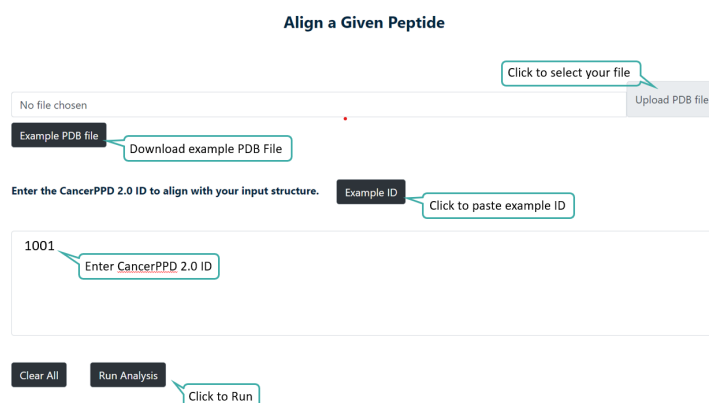 Align a Given Peptide
Click to select your file
No file chosen
Upload PDB file
Example PDB file
Download example PDB File
Enter the CancerPPD 2.0 ID to align with your input structure.
Example ID
Click to paste example ID
1001
Enter CancerPPD 2.0 ID
Clear All
Run Analysis
Click to Run